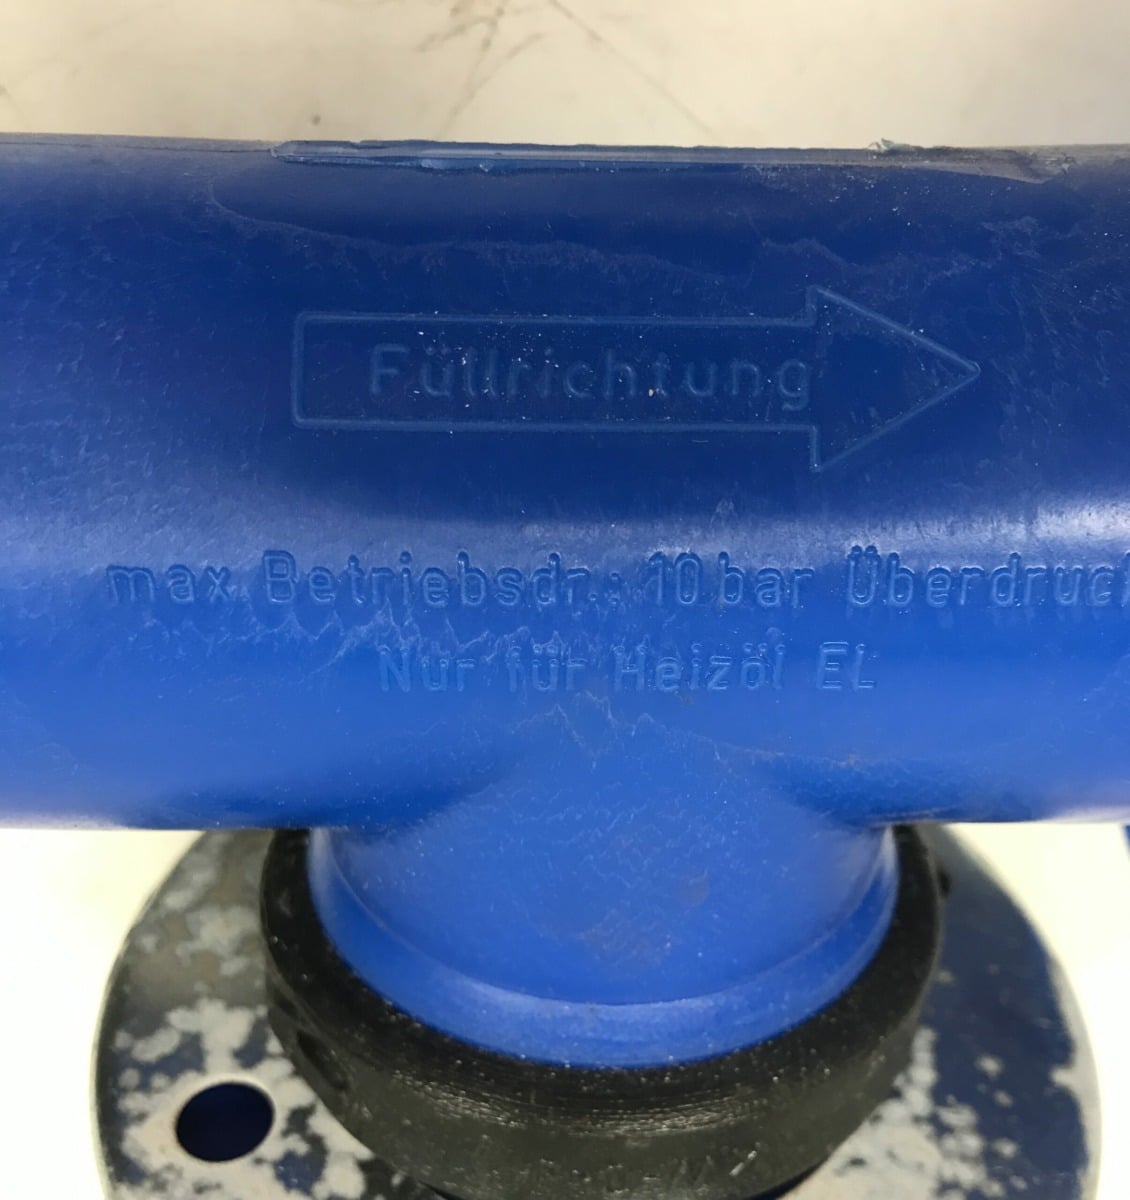 Füllrichtung
max Betriebsdr.: 10 bar Überdruck
Nur für Heizöl EL